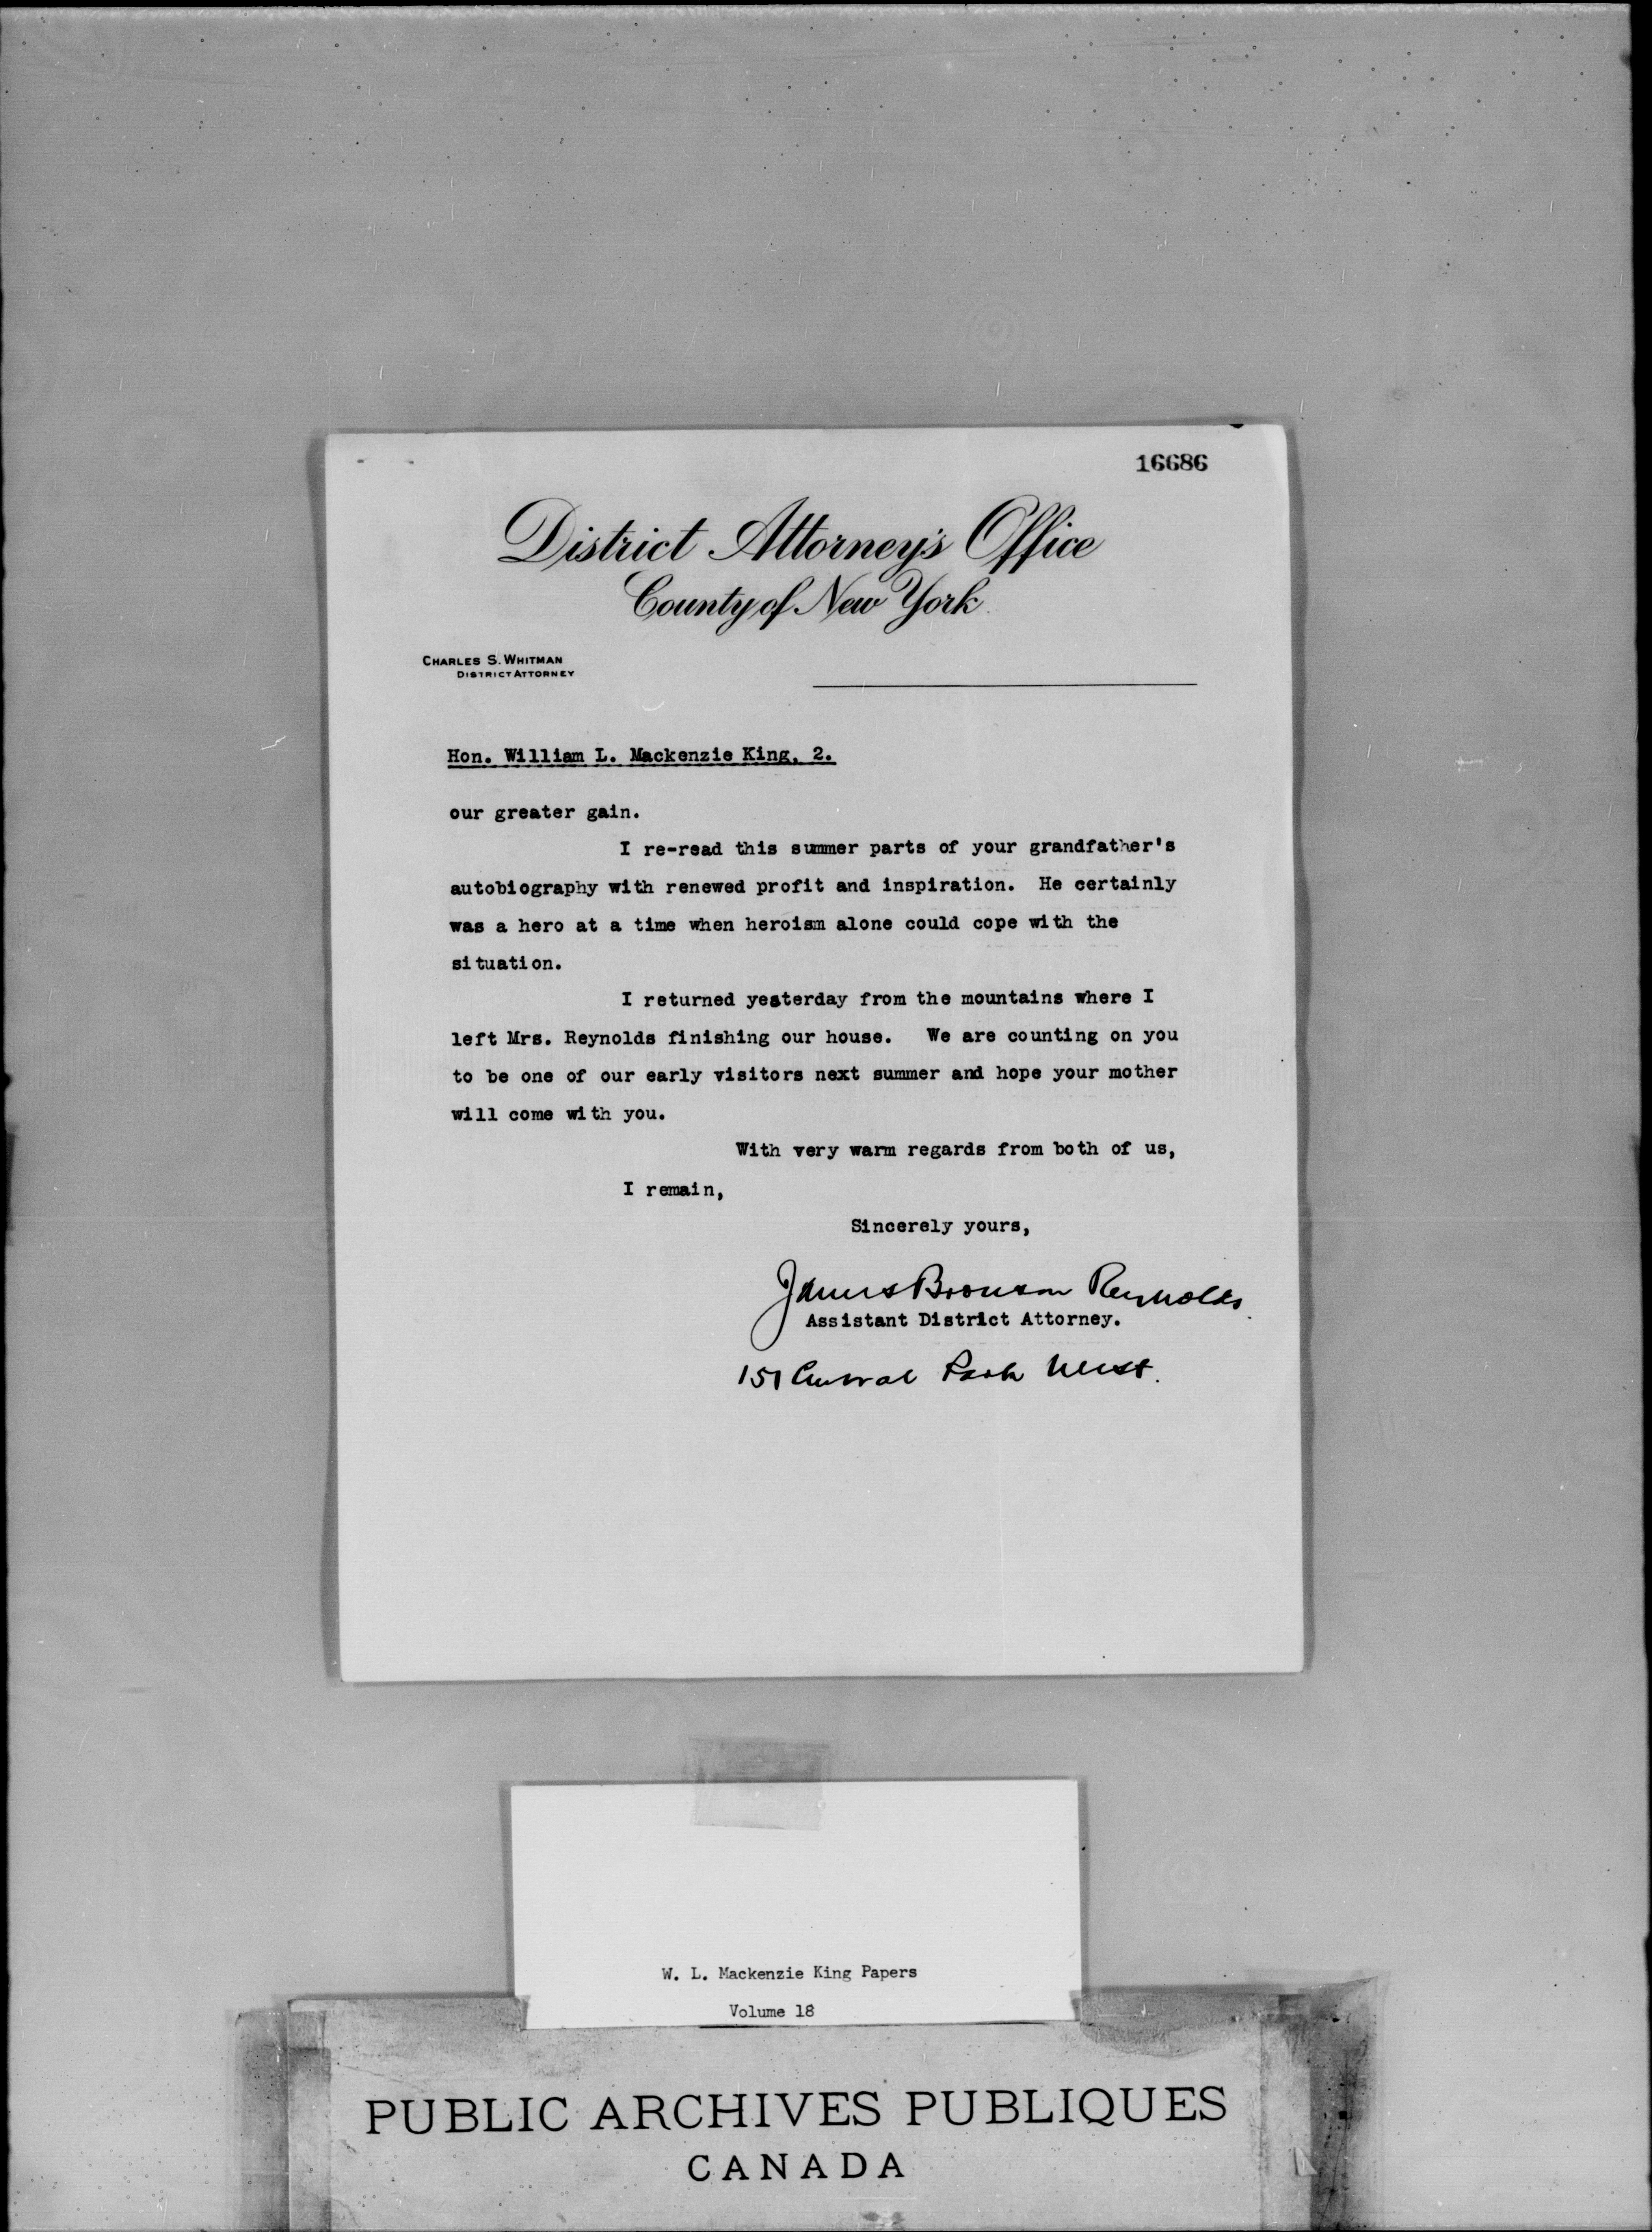 16686
District Attorney's Office
County of New York
CHARLES S. WHITMAN
DISTRICT ATTORNEY
Hon. William L. Mackenzie King, 2.
our greater gain.
I re-read this summer parts of your grandfather's
autobiography with renewed profit and inspiration. He certainly
was a hero at a time when heroism alone could cope with the
situation.
I returned yesterday from the mountains where I
left Mrs. Reynolds finishing our house. We are counting on you
to be one of our early visitors next summer and hope your mother
will come with you.
With very warm regards from both of us,
I remain,
Sincerely yours,
James Bronson Reynolds.
Assistant District Attorney.
151 Central Park West.
W. L. Mackenzie King Papers
Volume 18
PUBLIC ARCHIVES PUBLIQUES
CANADA